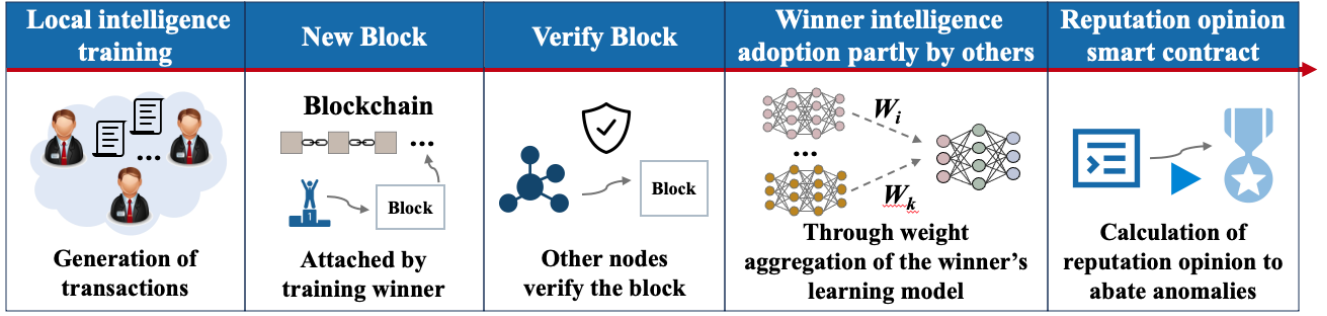 Local intelligence
training
New Block
Verify Block
Winner intelligence
adoption partly by others
Reputation opinion
smart contract
...
Generation of
transactions
Blockchain
...
1
Block
Attached by
training winner
Block
Other nodes
verify the block
W_i
...
W_k
Through weight
aggregation of the winner's
learning model
Calculation of
reputation opinion to
abate anomalies